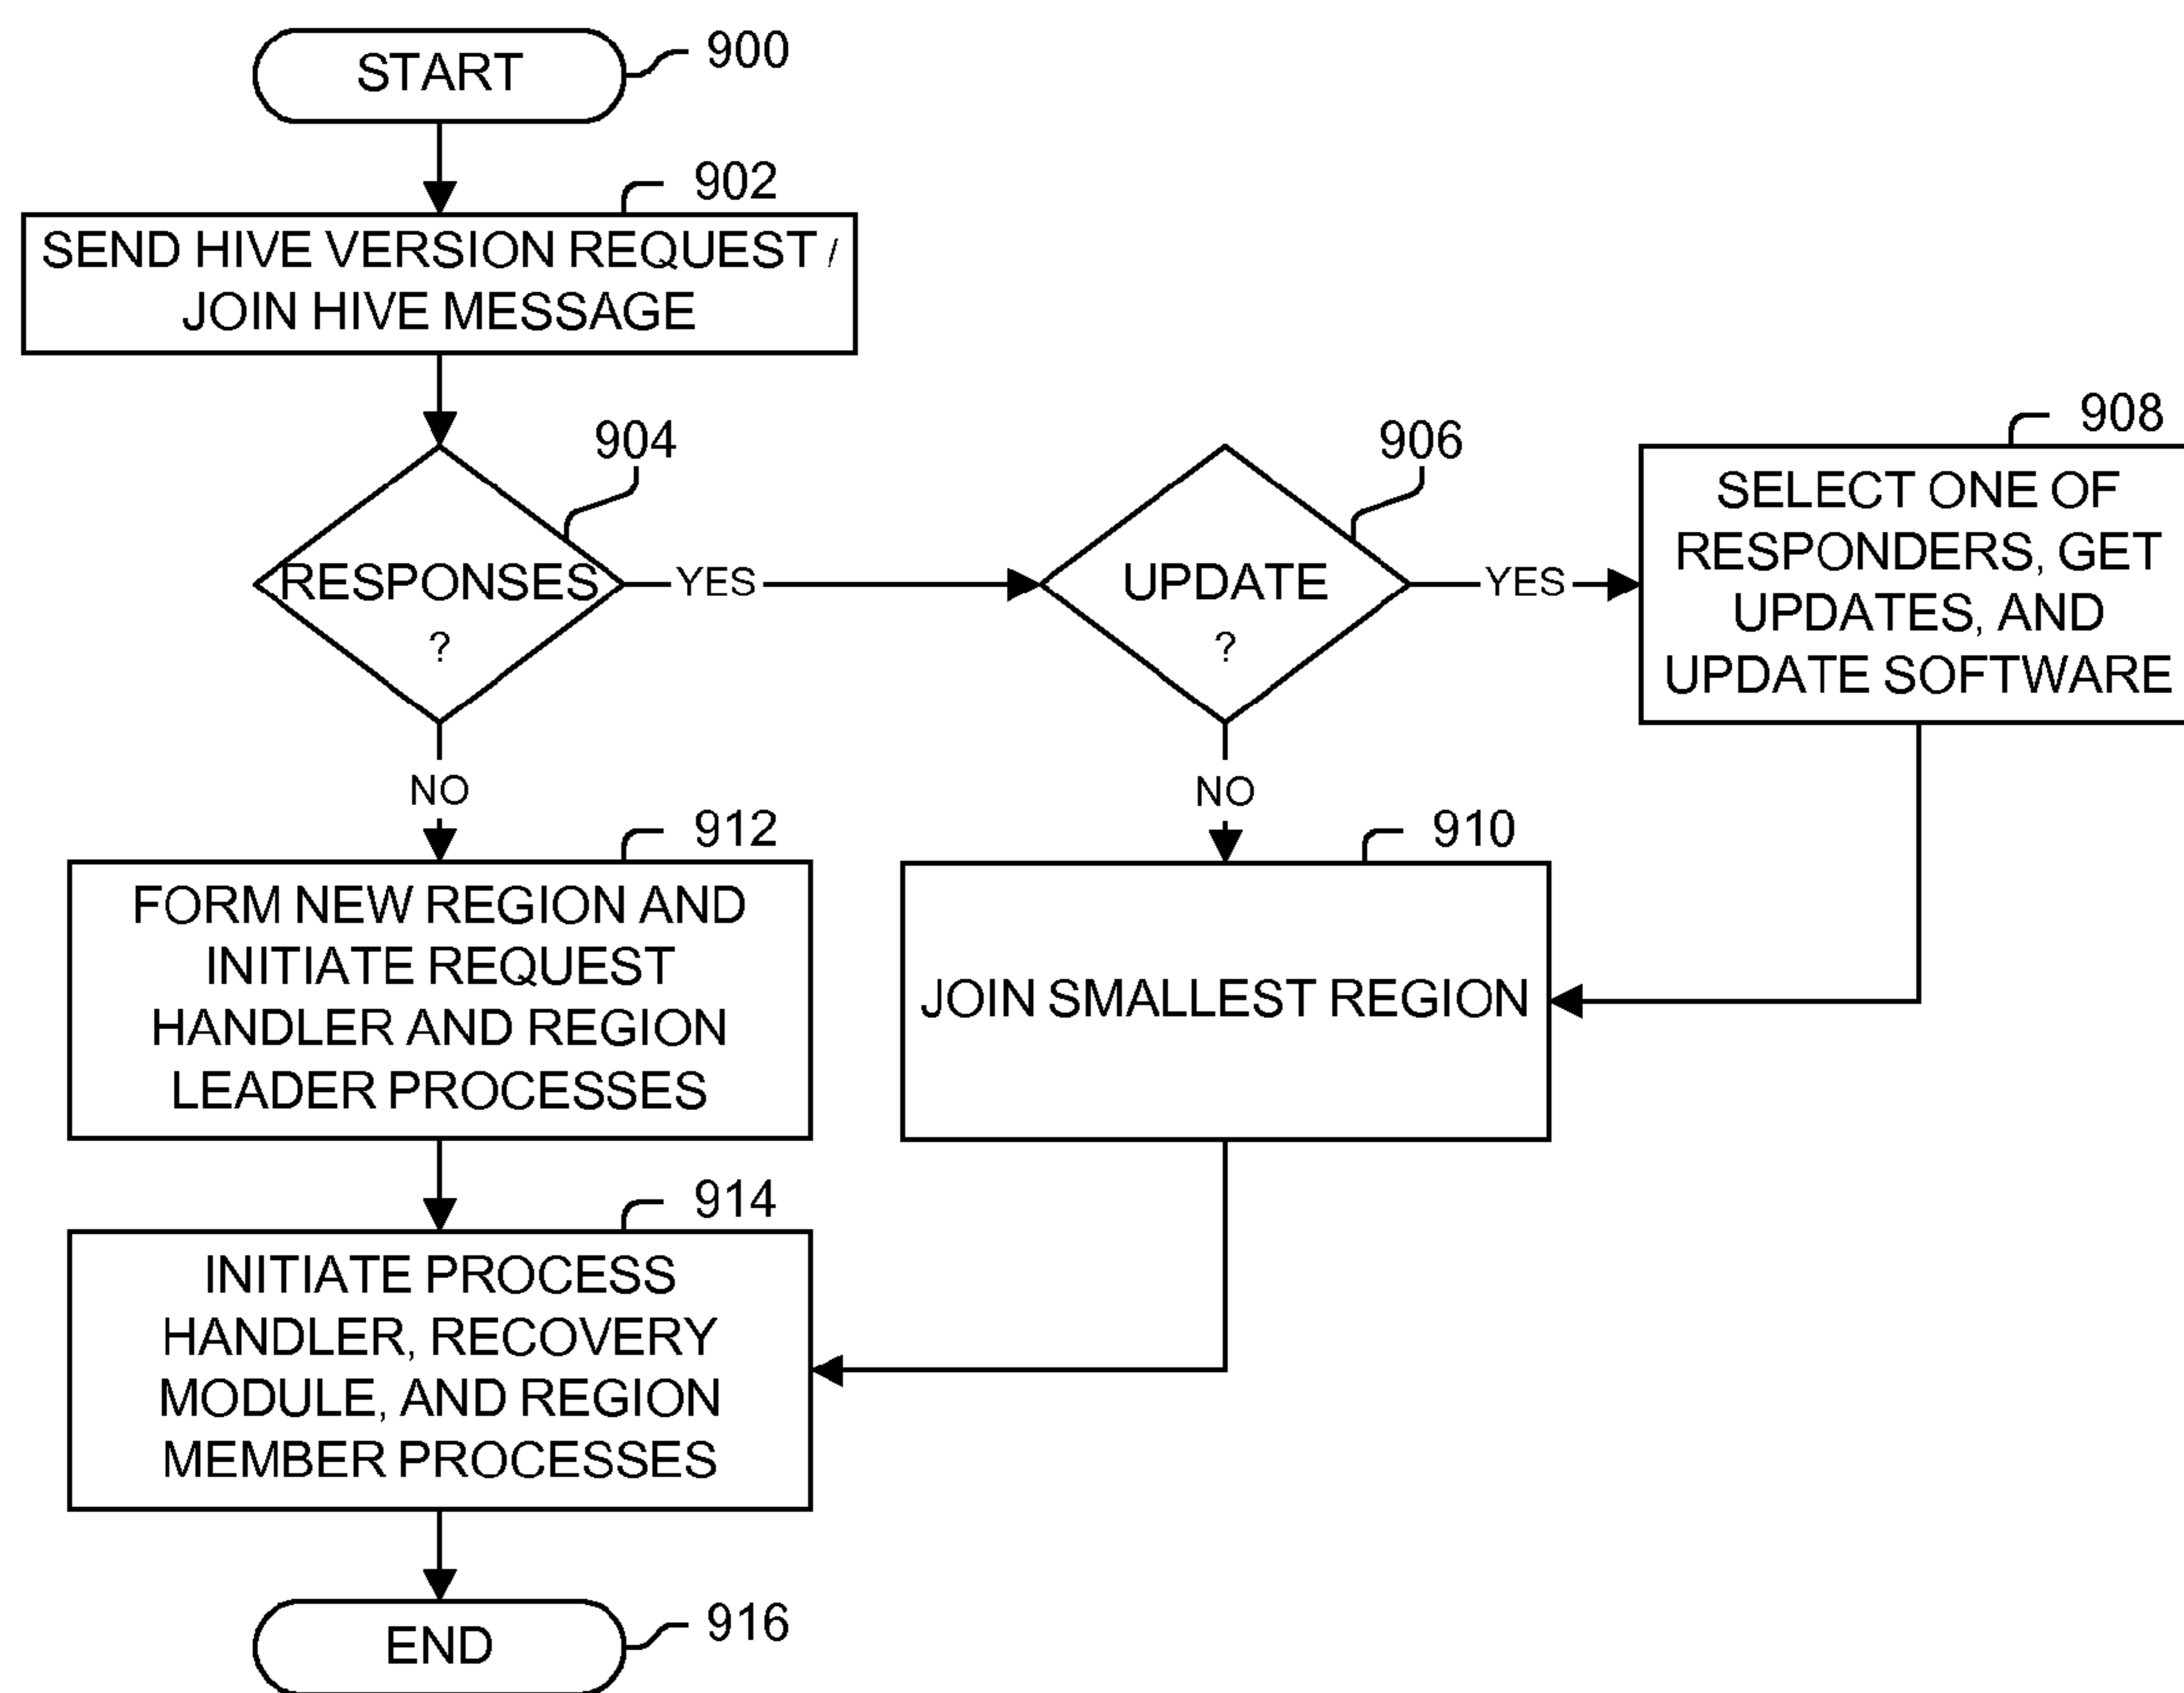 START
900
902
SEND HIVE VERSION REQUEST /
JOIN HIVE MESSAGE
904
RESPONSES
?
YES
906
UPDATE
?
YES
908
SELECT ONE OF
RESPONDERS, GET
UPDATES, AND
UPDATE SOFTWARE
NO
NO
912
FORM NEW REGION AND
INITIATE REQUEST
HANDLER AND REGION
LEADER PROCESSES
910
JOIN SMALLEST REGION
914
INITIATE PROCESS
HANDLER, RECOVERY
MODULE, AND REGION
MEMBER PROCESSES
END
916